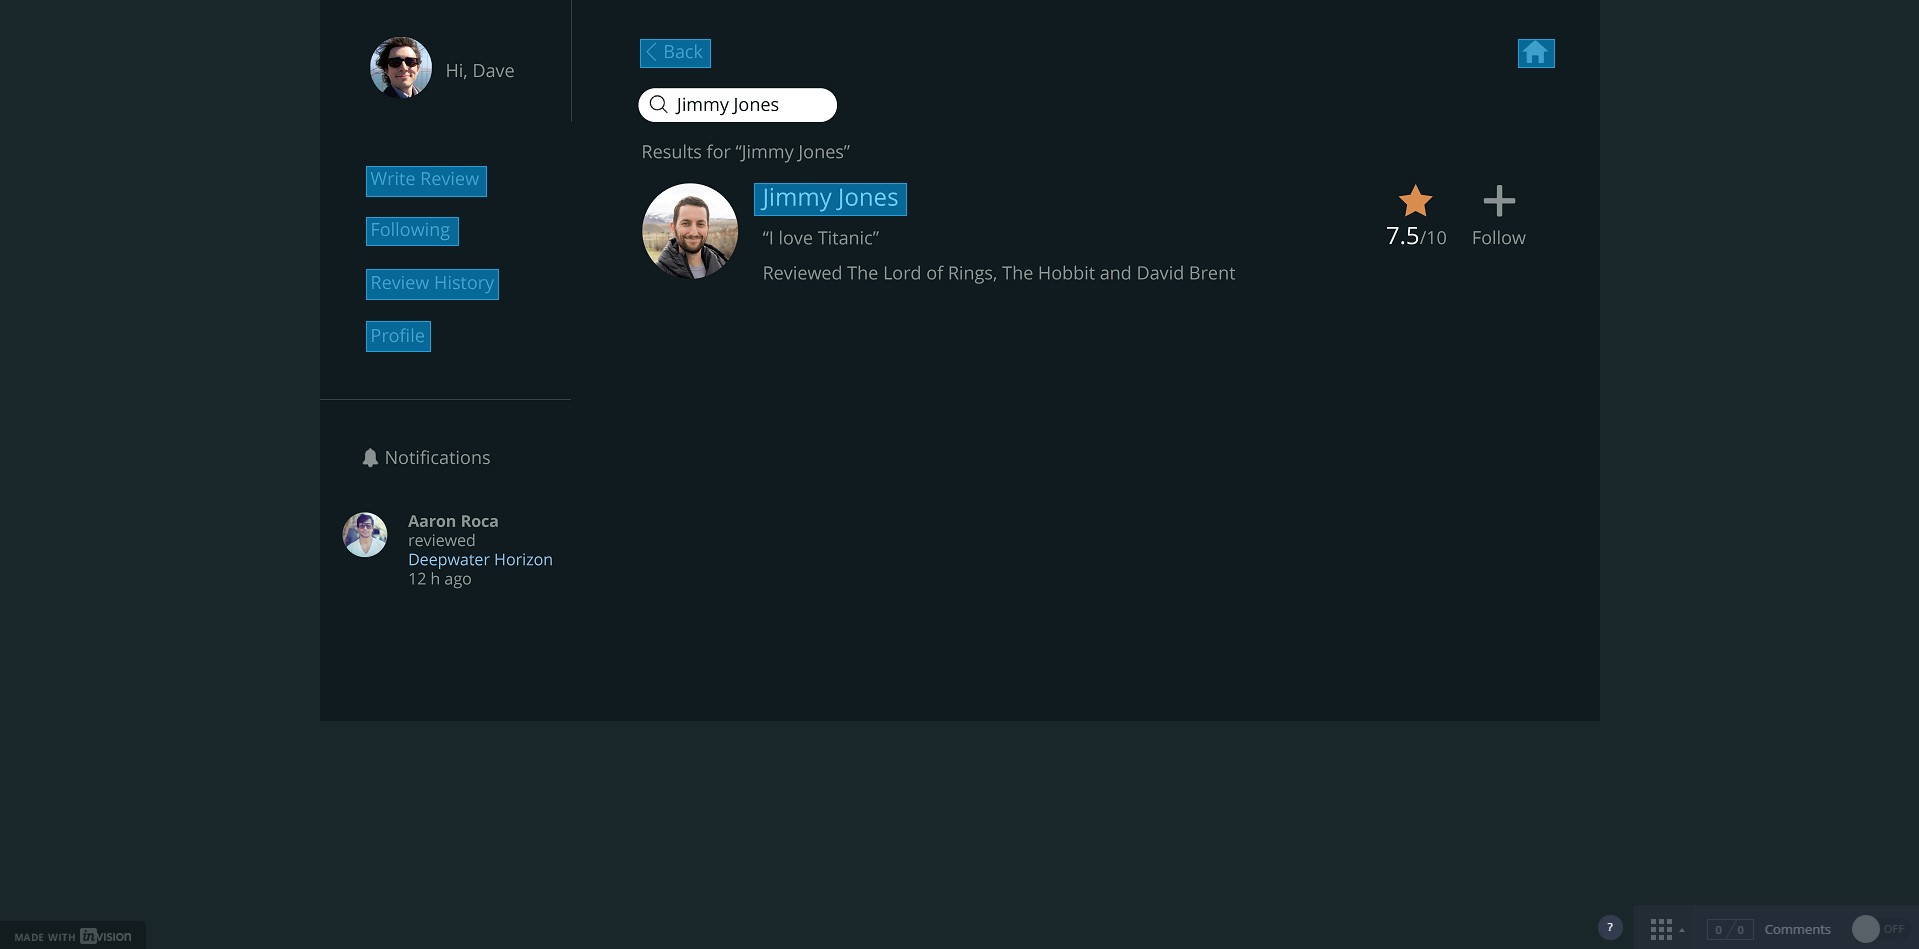 Hi, Dave
Write Review
Following
Review History
Profile
Notifications
Aaron Roca
reviewed
Deepwater Horizon
12 h ago
Back
Jimmy Jones
Results for “Jimmy Jones”
Jimmy Jones
“I love Titanic”
Reviewed The Lord of Rings, The Hobbit and David Brent
7.5/10
Follow
MADE WITH inVISION
?
0 / 0
Comments
OFF